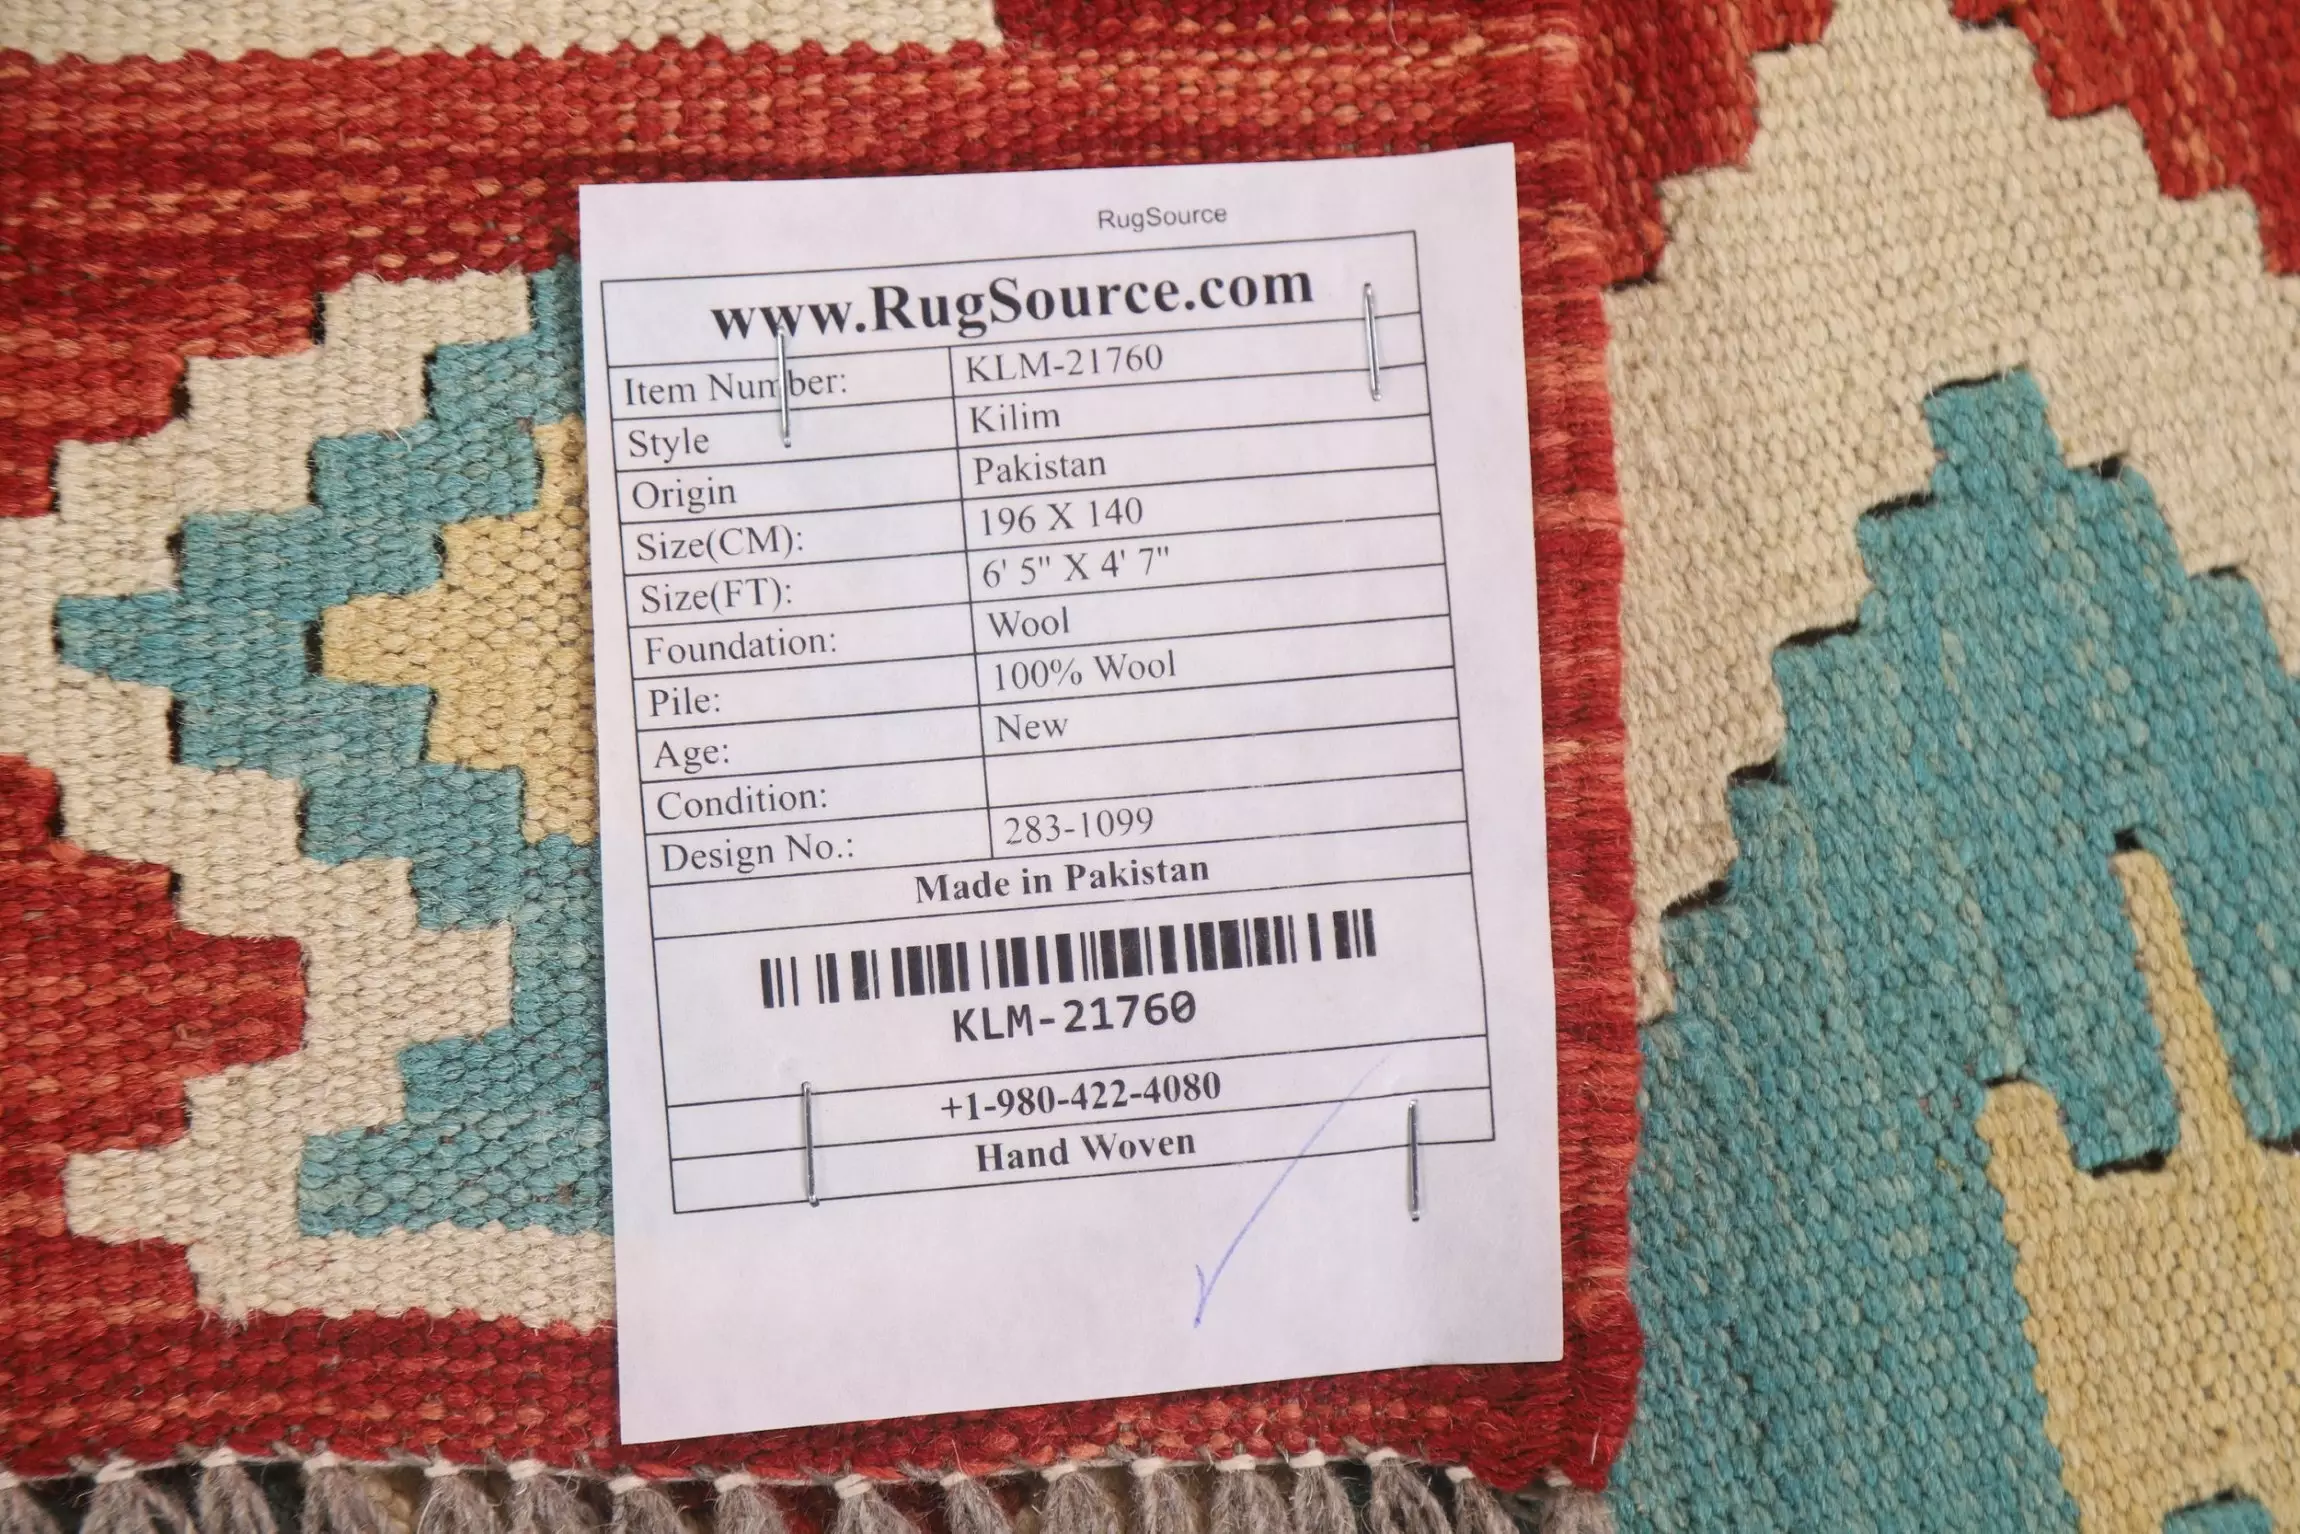 RugSource
www.RugSource.com
Item Number: KLM-21760
Style Kilim
Origin Pakistan
Size(CM): 196 X 140
Size(FT): 6' 5" X 4' 7"
Foundation: Wool
Pile: 100% Wool
Age: New
Condition:
Design No.: 283-1099
Made in Pakistan
KLM-21760
+1-980-422-4080
Hand Woven